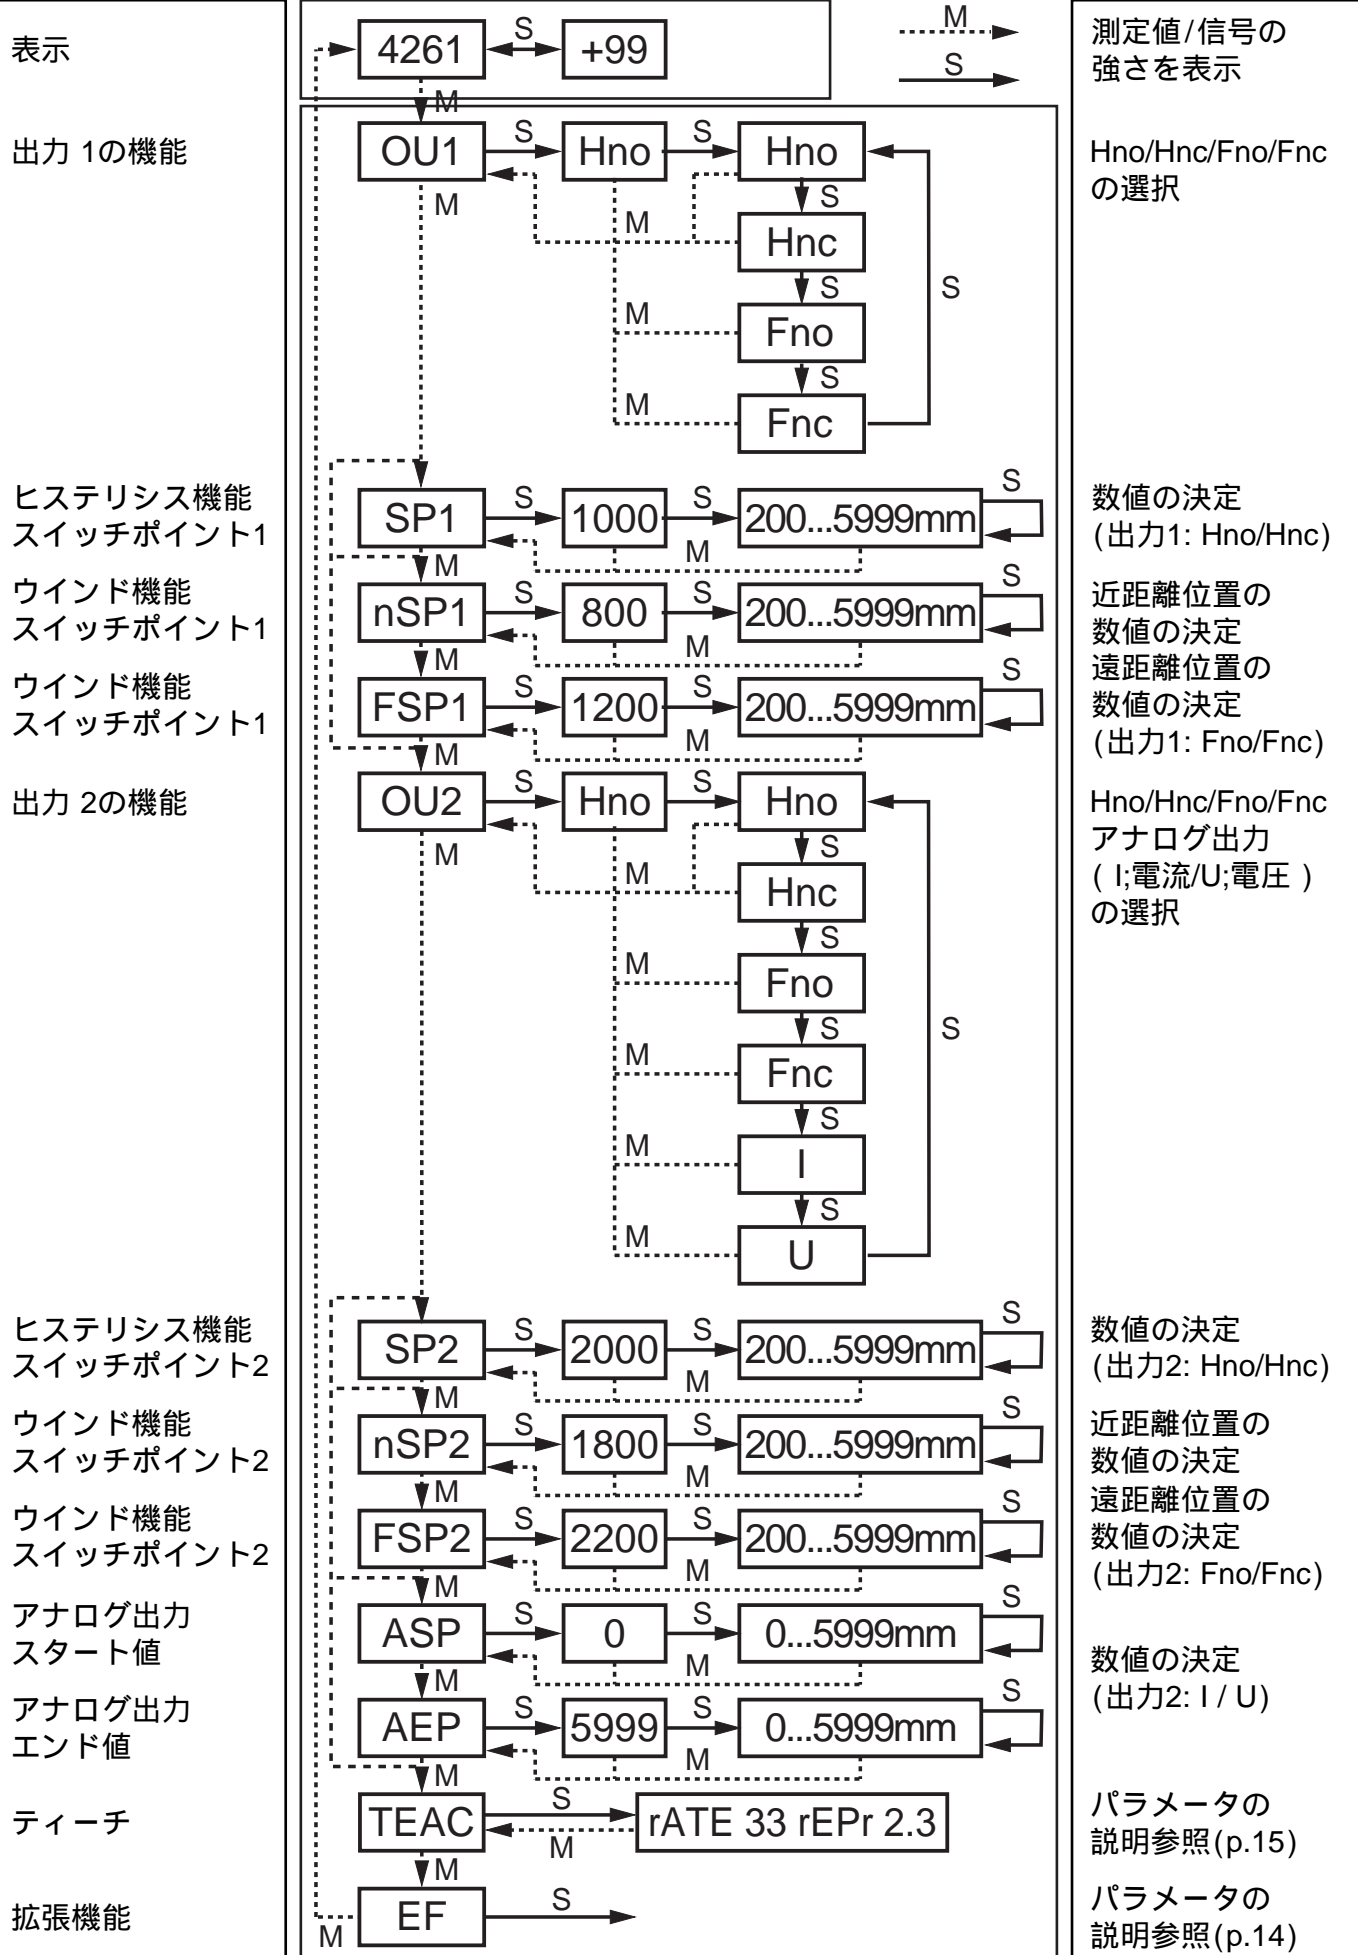 表示
4261
S
+99
M
S
測定値/信号の
強さを表示
M
出力 1の機能
OU1
S
Hno
S
Hno
Hno/Hnc/Fno/Fnc
の選択
M
S
M
Hnc
S
S
M
Fno
S
M
Fnc
ヒステリシス機能
スイッチポイント1
SP1
S
1000
S
200...5999mm
S
数値の決定
(出力1: Hno/Hnc)
M
M
ウインド機能
スイッチポイント1
nSP1
S
800
S
200...5999mm
S
近距離位置の
数値の決定
M
M
ウインド機能
スイッチポイント1
FSP1
S
1200
S
200...5999mm
S
遠距離位置の
数値の決定
(出力1: Fno/Fnc)
M
M
出力 2の機能
OU2
S
Hno
S
Hno
Hno/Hnc/Fno/Fnc
アナログ出力
( I;電流/U;電圧 )
の選択
M
S
M
Hnc
S
M
Fno
S
S
M
Fnc
S
M
I
S
M
U
ヒステリシス機能
スイッチポイント2
SP2
S
2000
S
200...5999mm
S
数値の決定
(出力2: Hno/Hnc)
M
M
ウインド機能
スイッチポイント2
nSP2
S
1800
S
200...5999mm
S
近距離位置の
数値の決定
M
M
ウインド機能
スイッチポイント2
FSP2
S
2200
S
200...5999mm
S
遠距離位置の
数値の決定
(出力2: Fno/Fnc)
M
M
アナログ出力
スタート値
ASP
S
0
S
0...5999mm
S
数値の決定
(出力2: I / U)
M
M
アナログ出力
エンド値
AEP
S
5999
S
0...5999mm
S
M
M
ティーチ
TEAC
S
M
rATE 33 rEPr 2.3
パラメータの
説明参照(p.15)
M
拡張機能
M
EF
S
パラメータの
説明参照(p.14)